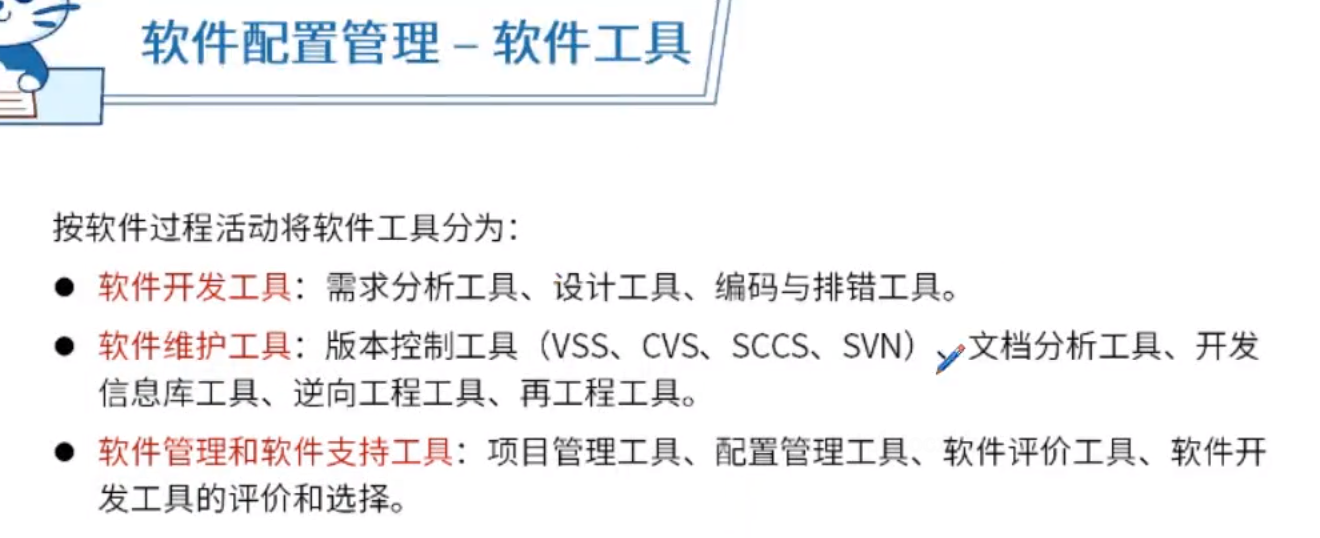 软件配置管理 – 软件工具
按软件过程活动将软件工具分为：
● 软件开发工具：需求分析工具、设计工具、编码与排错工具。
● 软件维护工具：版本控制工具（VSS、CVS、SCCS、SVN）、文档分析工具、开发
信息库工具、逆向工程工具、再工程工具。
● 软件管理和软件支持工具：项目管理工具、配置管理工具、软件评价工具、软件开
发工具的评价和选择。